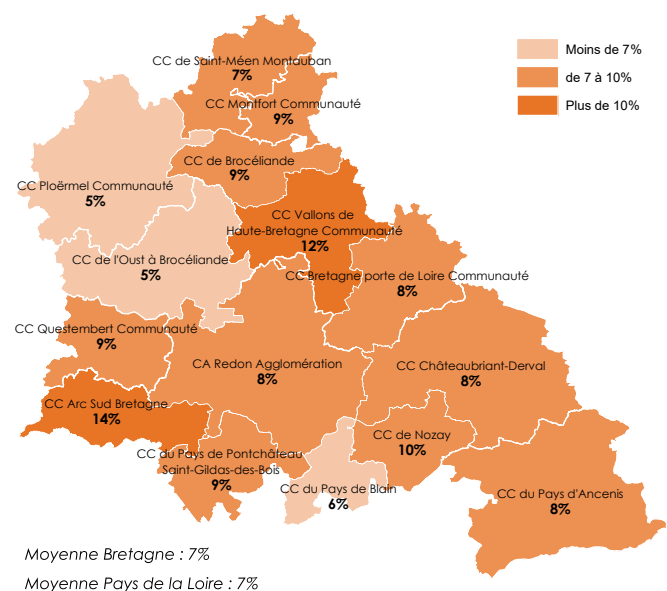 Moins de 7%
de 7 à 10%
Plus de 10%
CC de Saint-Méen Montauban
7%
CC Montfort Communauté
9%
CC de Brocéliande
9%
CC Ploërmel Communauté
5%
CC Vallons de
Haute-Bretagne Communauté
12%
CC de l'Oust à Brocéliande
5%
CC Bretagne porte de Loire Communauté
8%
CC Questembert Communauté
9%
CA Redon Agglomération
8%
CC Châteaubriant-Derval
8%
CC Arc Sud Bretagne
14%
CC de Nozay
10%
CC du Pays de Pontchâteau
Saint-Gildas-des-Bois
9%
CC du Pays de Blain
6%
CC du Pays d'Ancenis
8%
Moyenne Bretagne : 7%
Moyenne Pays de la Loire : 7%